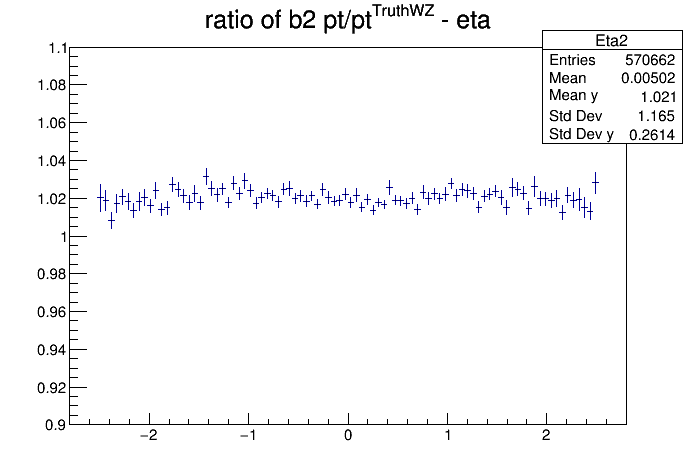 ratio of b2 pt/pt^TruthWZ - eta
Eta2
Entries 570662
Mean 0.00502
Mean y 1.021
Std Dev 1.165
Std Dev y 0.2614
1.1
1.08
1.06
1.04
1.02
1
0.98
0.96
0.94
0.92
0.9
−2 −1 0 1 2